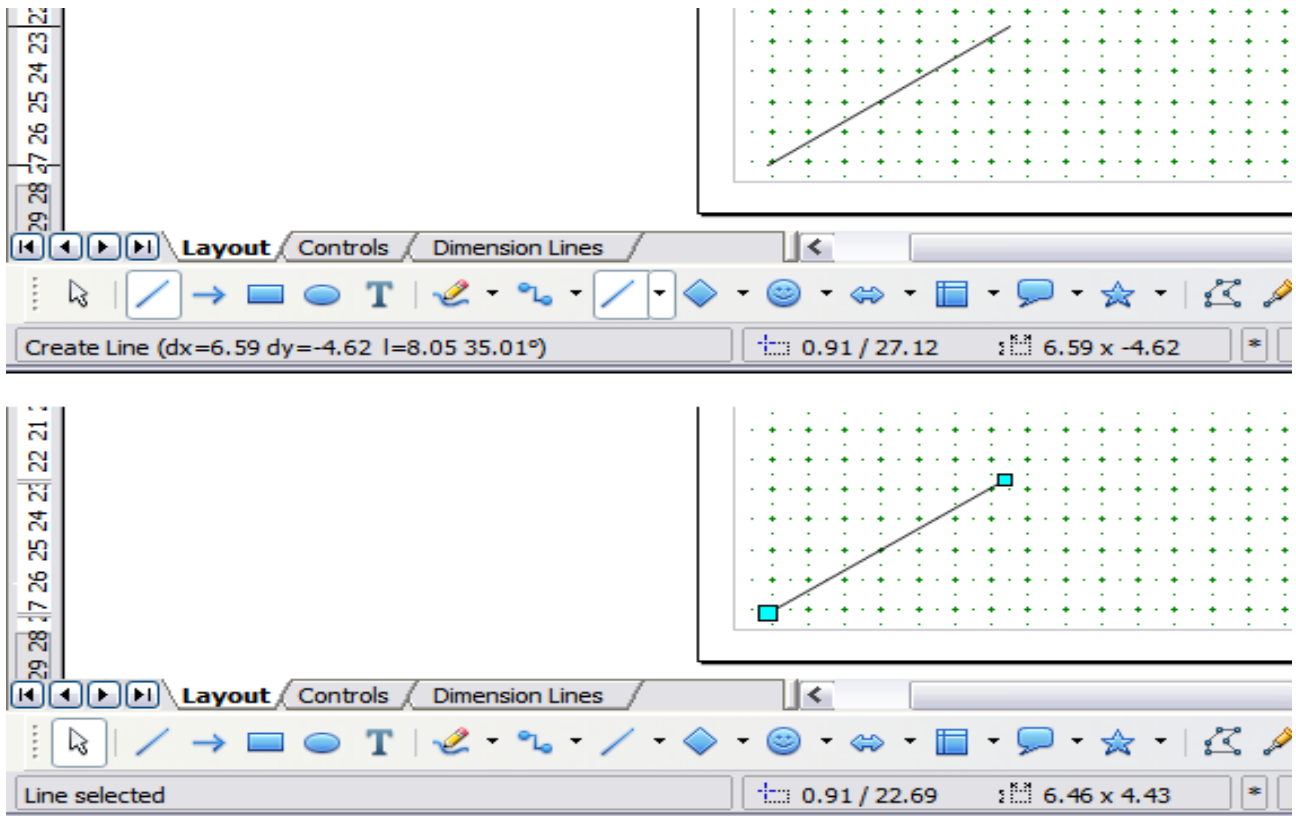 22
23
24
25
26
27
28
29
Layout Controls Dimension Lines
T
Create Line (dx=6.59 dy=-4.62 l=8.05 35.01°) 0.91 / 27.12 6.59 x -4.62 *
21
22
23
24
25
26
27
28
29
Layout Controls Dimension Lines
T
Line selected 0.91 / 22.69 6.46 x 4.43 *